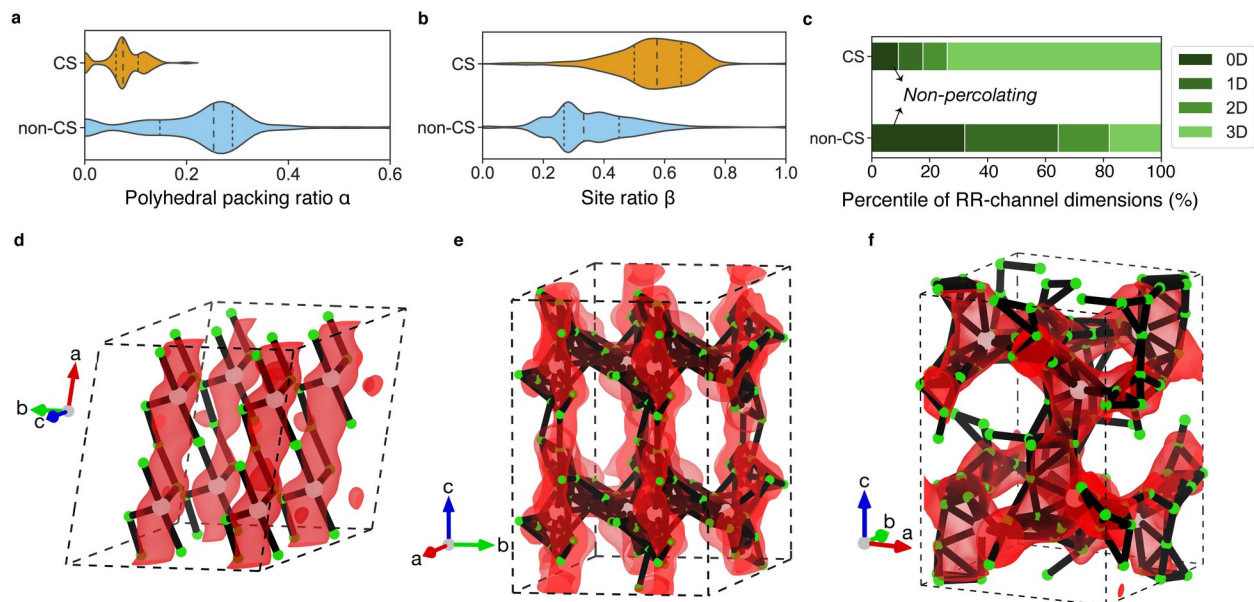 a
CS
non-CS
0.0 0.2 0.4 0.6
Polyhedral packing ratio α
b
CS
non-CS
0.0 0.2 0.4 0.6 0.8 1.0
Site ratio β
c
CS
non-CS
Non-percolating
0 20 40 60 80 100
Percentile of RR-channel dimensions (%)
0D
1D
2D
3D
d
a
b
c
e
c
a
b
f
c
b
a